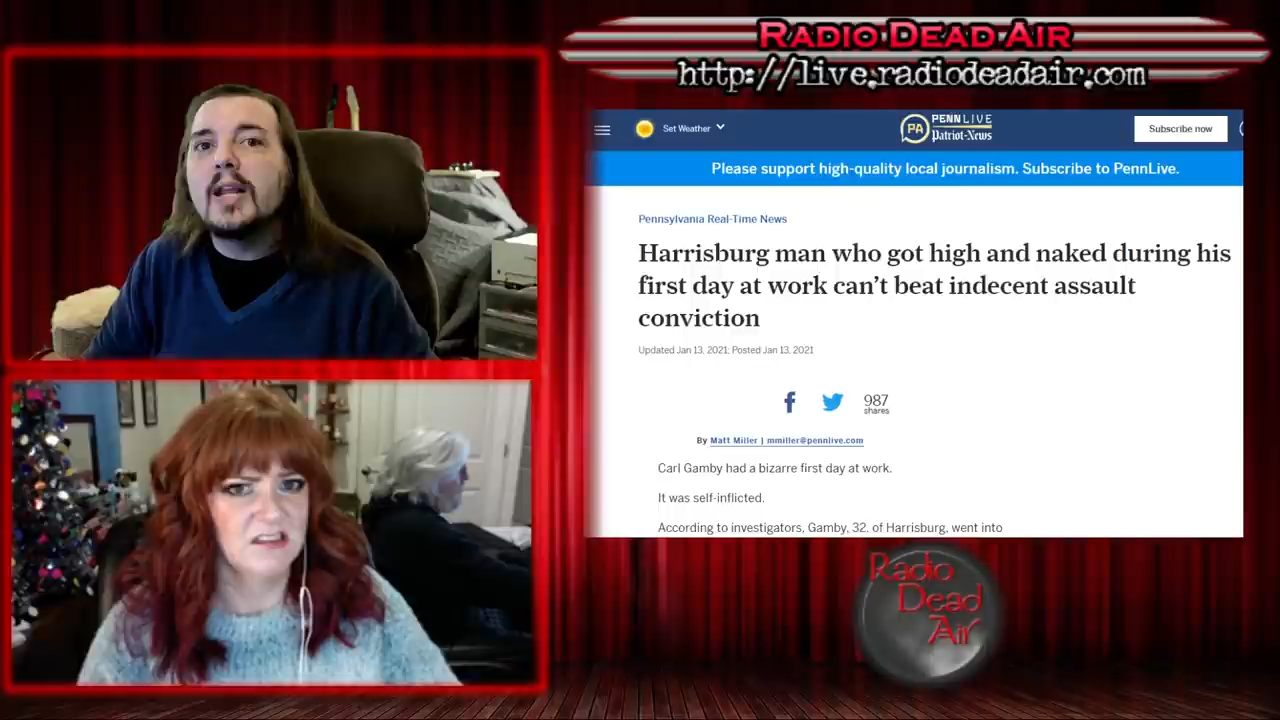 RADIO DEAD AIR
http://live.radiodeadair.com
Set Weather
PA PENNLIVE
Patriot-News
Subscribe now
Please support high-quality local journalism. Subscribe to PennLive.
Pennsylvania Real-Time News
Harrisburg man who got high and naked during his
first day at work can’t beat indecent assault
conviction
Updated Jan 13, 2021; Posted Jan 13, 2021
987
shares
By Matt Miller | mmiller@pennlive.com
Carl Gamby had a bizarre first day at work.
It was self-inflicted.
According to investigators, Gamby, 32, of Harrisburg, went into
Radio
Dead
Air